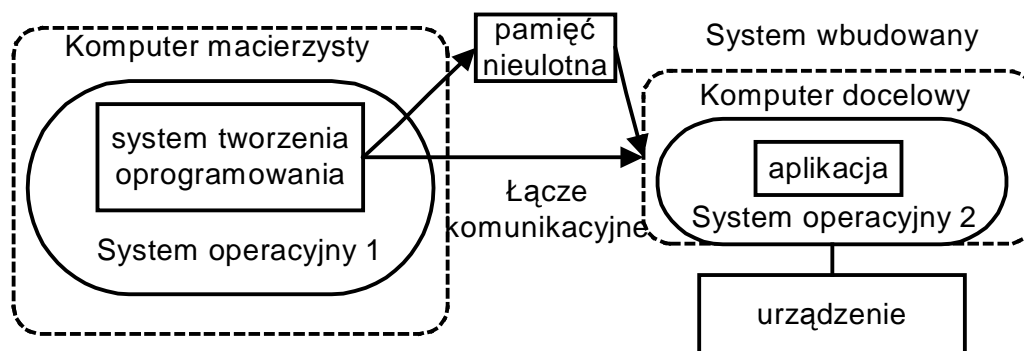 Komputer macierzysty
system tworzenia
oprogramowania
System operacyjny 1
pamięć
nieulotna
Łącze
komunikacyjne
System wbudowany
Komputer docelowy
aplikacja
System operacyjny 2
urządzenie